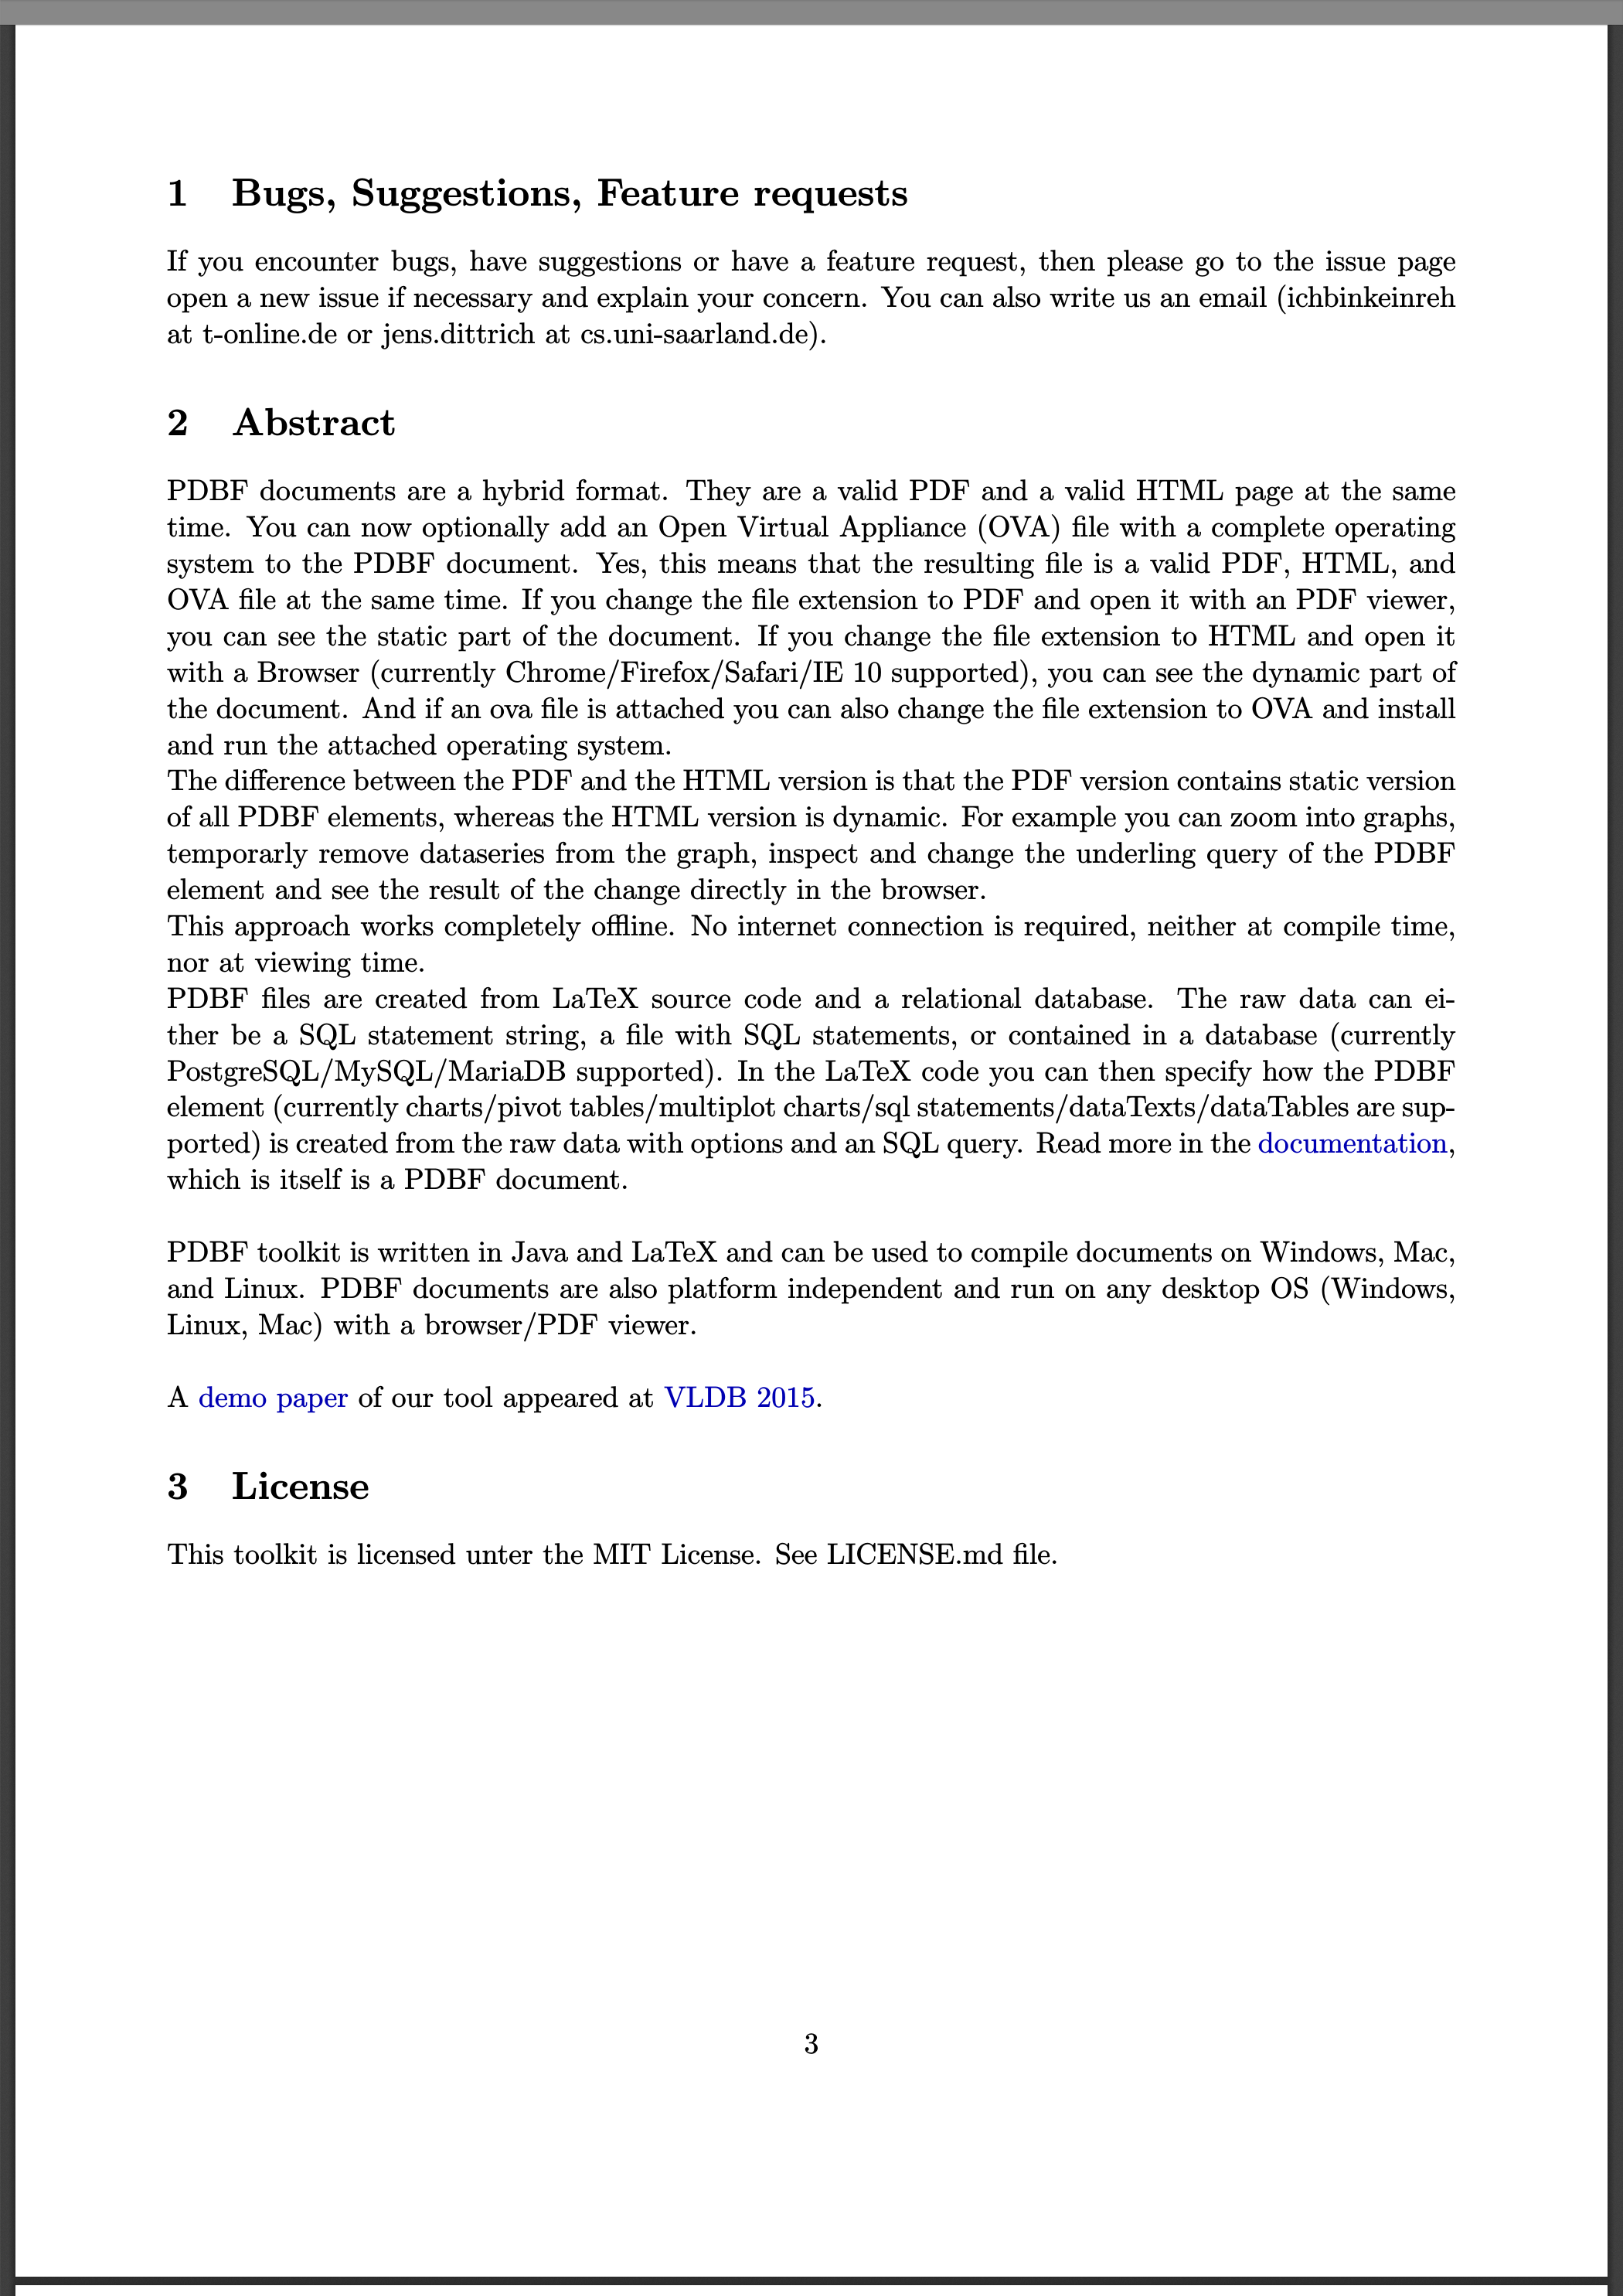 1 Bugs, Suggestions, Feature requests
If you encounter bugs, have suggestions or have a feature request, then please go to the issue page
open a new issue if necessary and explain your concern. You can also write us an email (ichbinkeinreh
at t-online.de or jens.dittrich at cs.uni-saarland.de).
2 Abstract
PDBF documents are a hybrid format. They are a valid PDF and a valid HTML page at the same
time. You can now optionally add an Open Virtual Appliance (OVA) file with a complete operating
system to the PDBF document. Yes, this means that the resulting file is a valid PDF, HTML, and
OVA file at the same time. If you change the file extension to PDF and open it with an PDF viewer,
you can see the static part of the document. If you change the file extension to HTML and open it
with a Browser (currently Chrome/Firefox/Safari/IE 10 supported), you can see the dynamic part of
the document. And if an ova file is attached you can also change the file extension to OVA and install
and run the attached operating system.
The difference between the PDF and the HTML version is that the PDF version contains static version
of all PDBF elements, whereas the HTML version is dynamic. For example you can zoom into graphs,
temporarly remove dataseries from the graph, inspect and change the underling query of the PDBF
element and see the result of the change directly in the browser.
This approach works completely offline. No internet connection is required, neither at compile time,
nor at viewing time.
PDBF files are created from LaTeX source code and a relational database. The raw data can ei-
ther be a SQL statement string, a file with SQL statements, or contained in a database (currently
PostgreSQL/MySQL/MariaDB supported). In the LaTeX code you can then specify how the PDBF
element (currently charts/pivot tables/multiplot charts/sql statements/dataTexts/dataTables are sup-
ported) is created from the raw data with options and an SQL query. Read more in the documentation,
which is itself is a PDBF document.
PDBF toolkit is written in Java and LaTeX and can be used to compile documents on Windows, Mac,
and Linux. PDBF documents are also platform independent and run on any desktop OS (Windows,
Linux, Mac) with a browser/PDF viewer.
A demo paper of our tool appeared at VLDB 2015.
3 License
This toolkit is licensed unter the MIT License. See LICENSE.md file.
3